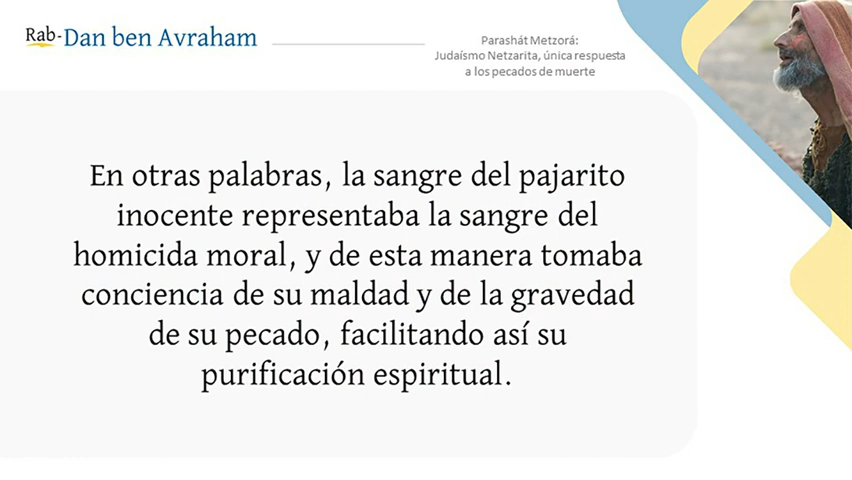 Rab-Dan ben Avraham
Parashát Metzorá:
Judaísmo Netzarita, única respuesta
a los pecados de muerte
En otras palabras, la sangre del pajarito
inocente representaba la sangre del
homicida moral, y de esta manera tomaba
conciencia de su maldad y de la gravedad
de su pecado, facilitando así su
purificación espiritual.